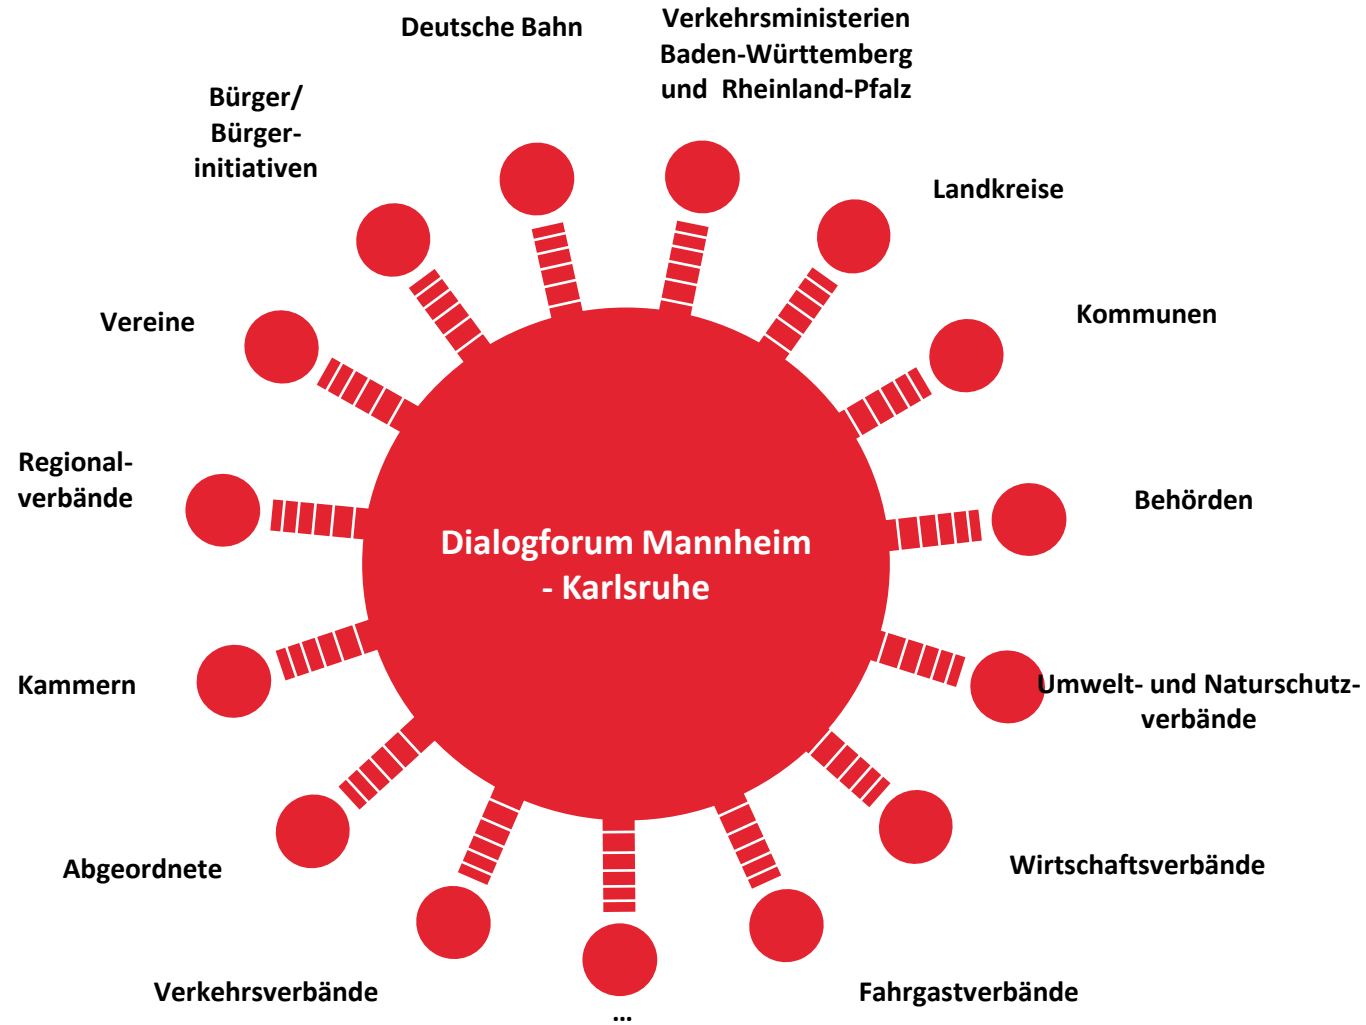 Deutsche Bahn
Verkehrsministerien
Baden-Württemberg
und Rheinland-Pfalz
Bürger/
Bürger-
initiativen
Landkreise
Vereine
Kommunen
Regional-
verbände
Behörden
Dialogforum Mannheim
- Karlsruhe
Kammern
Umwelt- und Naturschutz-
verbände
Abgeordnete
Wirtschaftsverbände
Verkehrsverbände
Fahrgastverbände
...